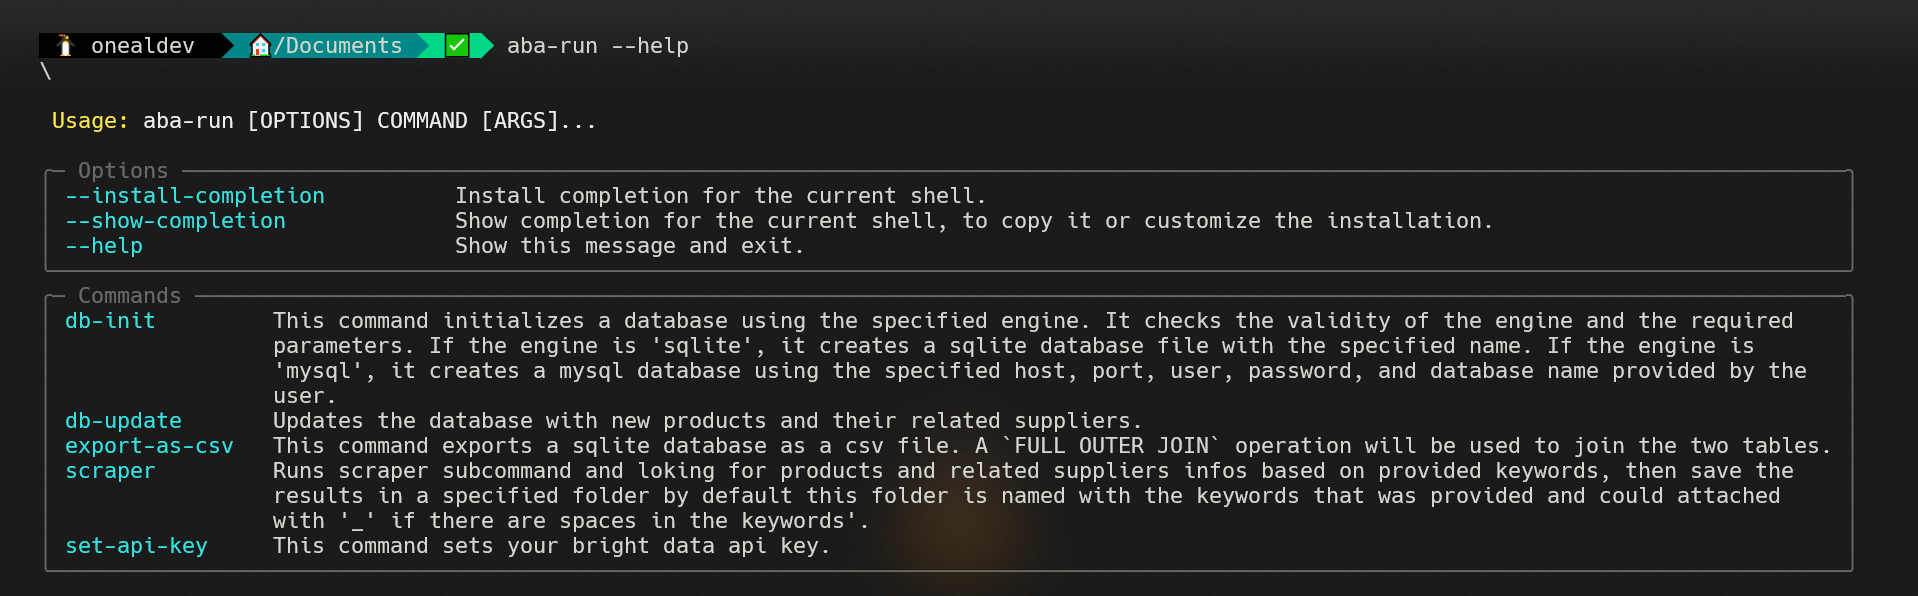 onealdev /Documents aba-run --help
\
Usage: aba-run [OPTIONS] COMMAND [ARGS]...
Options
--install-completion Install completion for the current shell.
--show-completion Show completion for the current shell, to copy it or customize the installation.
--help Show this message and exit.
Commands
db-init This command initializes a database using the specified engine. It checks the validity of the engine and the required
parameters. If the engine is 'sqlite', it creates a sqlite database file with the specified name. If the engine is
'mysql', it creates a mysql database using the specified host, port, user, password, and database name provided by the
user.
db-update Updates the database with new products and their related suppliers.
export-as-csv This command exports a sqlite database as a csv file. A `FULL OUTER JOIN` operation will be used to join the two tables.
scraper Runs scraper subcommand and loking for products and related suppliers infos based on provided keywords, then save the
results in a specified folder by default this folder is named with the keywords that was provided and could attached
with '_' if there are spaces in the keywords'.
set-api-key This command sets your bright data api key.